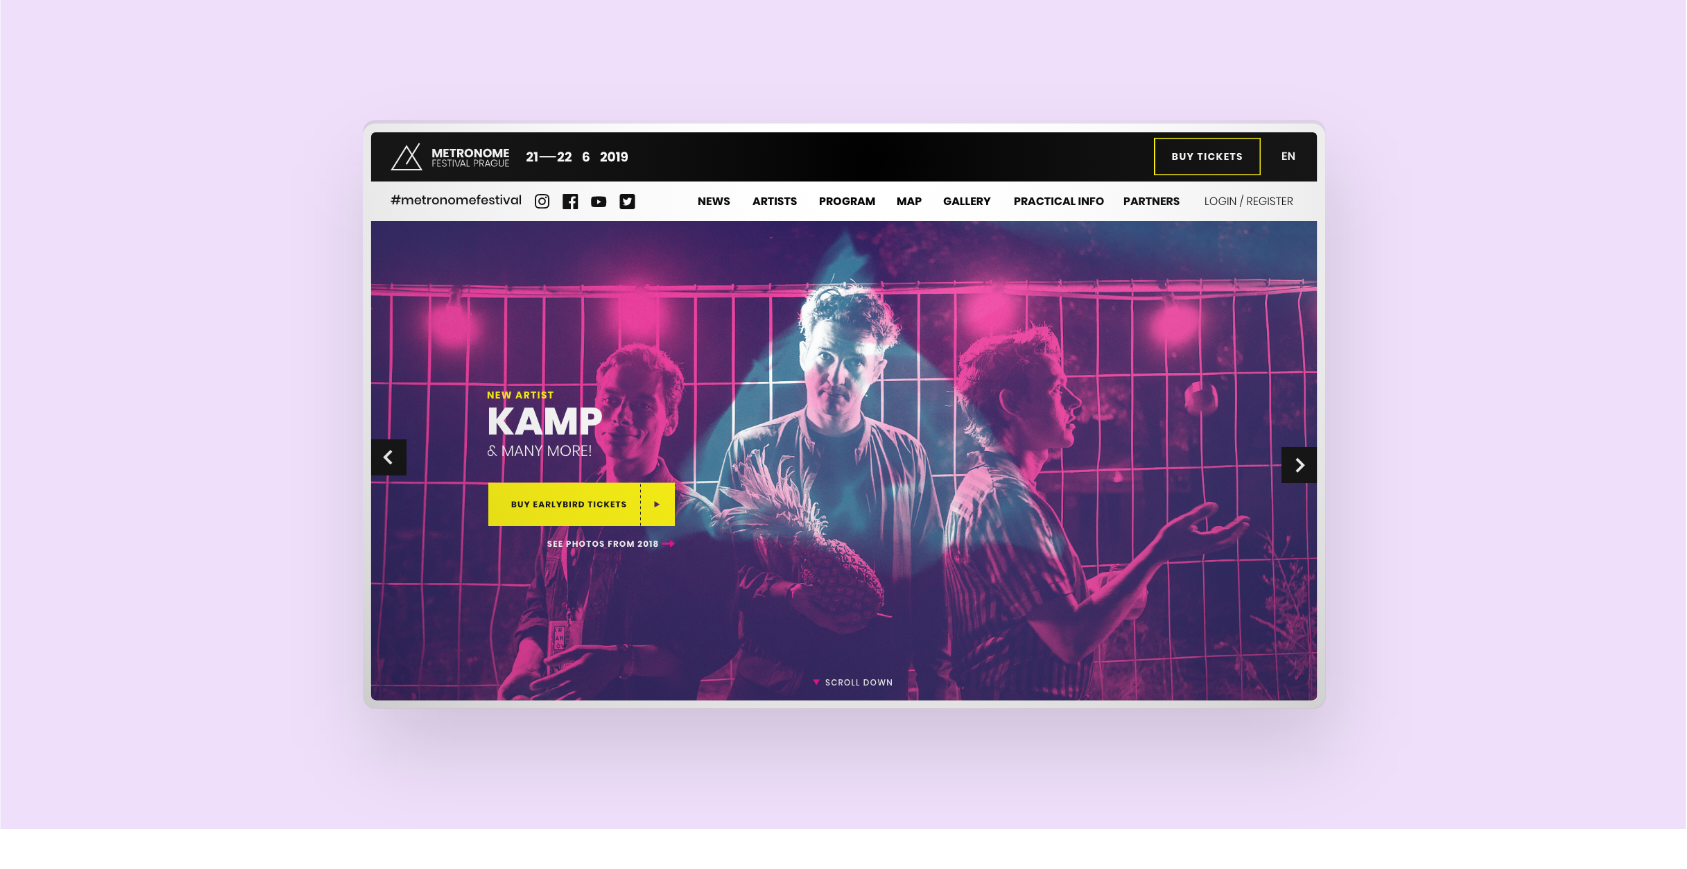 METRONOME
FESTIVAL PRAGUE
21—22 6 2019
BUY TICKETS
EN
#metronomefestival
NEWS ARTISTS PROGRAM MAP GALLERY PRACTICAL INFO PARTNERS LOGIN / REGISTER
NEW ARTIST
KAMP
& MANY MORE!
BUY EARLYBIRD TICKETS
SEE PHOTOS FROM 2018
SCROLL DOWN